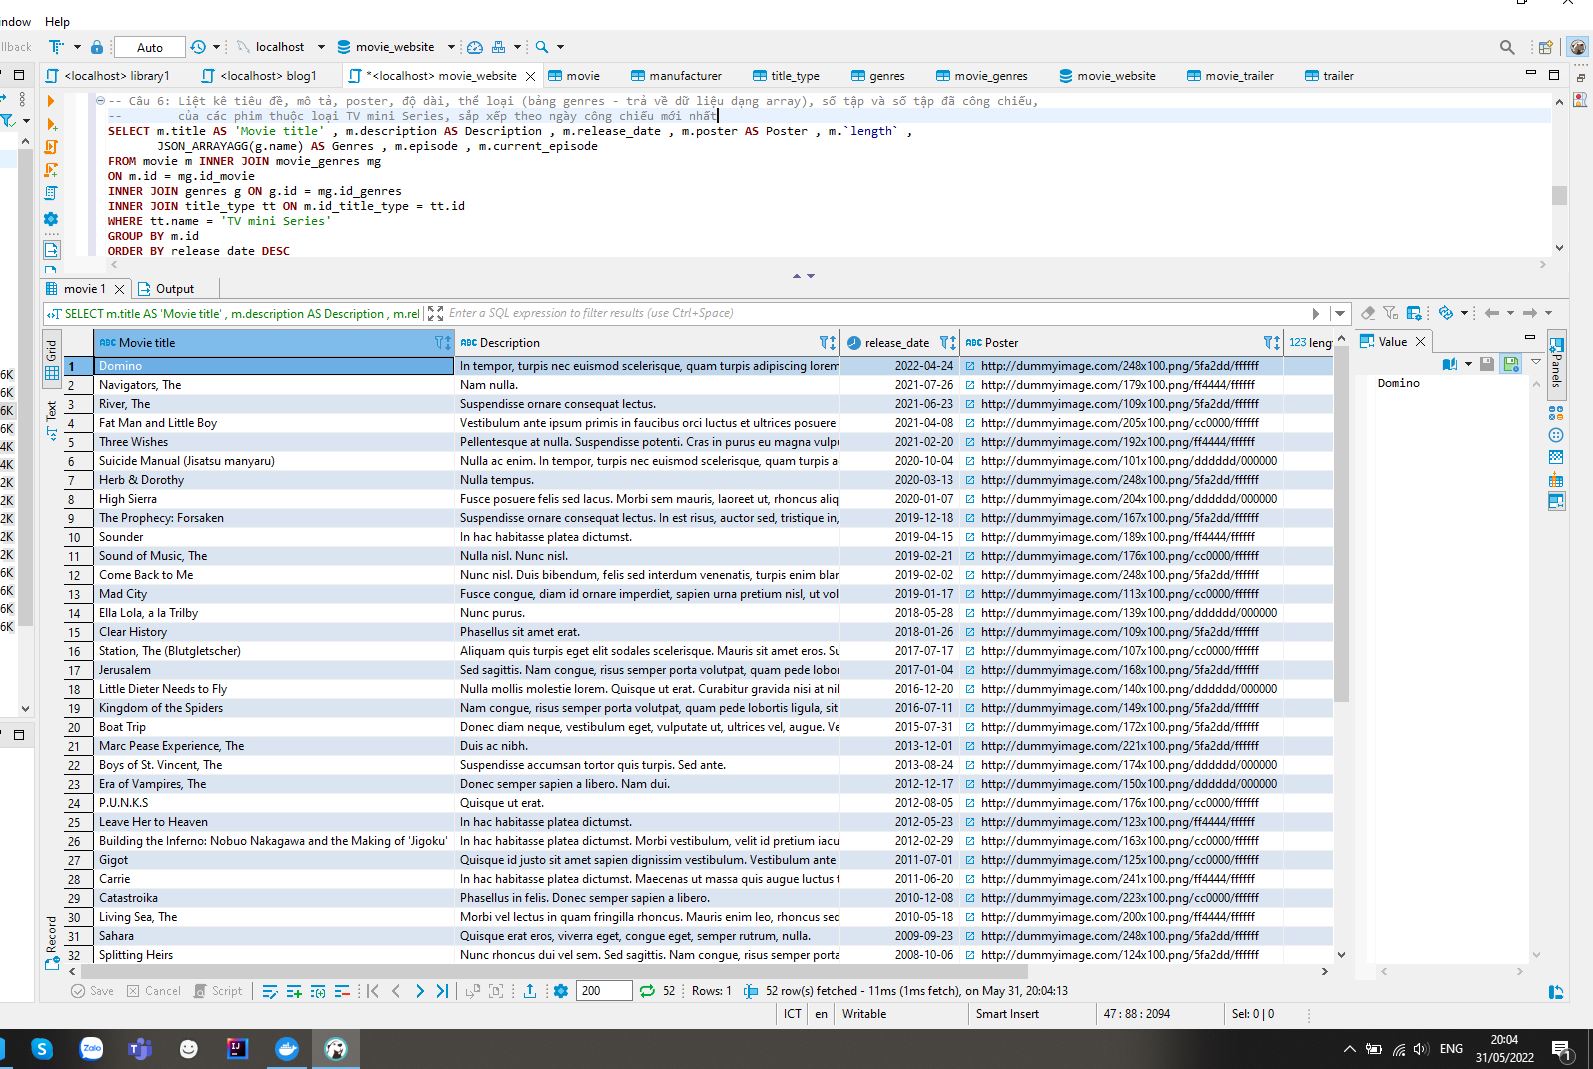 indow Help
llback Auto localhost movie_website
<localhost> library1 <localhost> blog1 *<localhost> movie_website movie manufacturer title_type genres movie_genres movie_website movie_trailer trailer
-- Câu 6: Liệt kê tiêu đề, mô tả, poster, độ dài, thể loại (bảng genres - trả về dữ liệu dạng array), số tập và số tập đã công chiếu,
-- của các phim thuộc loại TV mini Series, sắp xếp theo ngày công chiếu mới nhất
SELECT m.title AS 'Movie title' , m.description AS Description , m.release_date , m.poster AS Poster , m.`length` ,
JSON_ARRAYAGG(g.name) AS Genres , m.episode , m.current_episode
FROM movie m INNER JOIN movie_genres mg
ON m.id = mg.id_movie
INNER JOIN genres g ON g.id = mg.id_genres
INNER JOIN title_type tt ON m.id_title_type = tt.id
WHERE tt.name = 'TV mini Series'
GROUP BY m.id
ORDER BY release_date DESC
movie 1 Output
SELECT m.title AS 'Movie title' , m.description AS Description , m.rel Enter a SQL expression to filter results (use Ctrl+Space)
Grid
Text
Record
ABC Movie title ABC Description release_date ABC Poster 123 leng
1 Domino In tempor, turpis nec euismod scelerisque, quam turpis adipiscing lorem 2022-04-24 http://dummyimage.com/248x100.png/5fa2dd/ffffff
2 Navigators, The Nam nulla. 2021-07-26 http://dummyimage.com/179x100.png/ff4444/ffffff
3 River, The Suspendisse ornare consequat lectus. 2021-06-23 http://dummyimage.com/109x100.png/5fa2dd/ffffff
4 Fat Man and Little Boy Vestibulum ante ipsum primis in faucibus orci luctus et ultrices posuere 2021-04-08 http://dummyimage.com/205x100.png/cc0000/ffffff
5 Three Wishes Pellentesque at nulla. Suspendisse potenti. Cras in purus eu magna vulpu 2021-02-20 http://dummyimage.com/192x100.png/ff4444/ffffff
6 Suicide Manual (Jisatsu manyaru) Nulla ac enim. In tempor, turpis nec euismod scelerisque, quam turpis a 2020-10-04 http://dummyimage.com/101x100.png/dddddd/000000
7 Herb & Dorothy Nulla tempus. 2020-03-13 http://dummyimage.com/248x100.png/5fa2dd/ffffff
8 High Sierra Fusce posuere felis sed lacus. Morbi sem mauris, laoreet ut, rhoncus aliq 2020-01-07 http://dummyimage.com/204x100.png/dddddd/000000
9 The Prophecy: Forsaken Suspendisse ornare consequat lectus. In est risus, auctor sed, tristique in, 2019-12-18 http://dummyimage.com/167x100.png/5fa2dd/ffffff
10 Sounder In hac habitasse platea dictumst. 2019-04-15 http://dummyimage.com/189x100.png/ff4444/ffffff
11 Sound of Music, The Nulla nisl. Nunc nisl. 2019-02-21 http://dummyimage.com/176x100.png/cc0000/ffffff
12 Come Back to Me Nunc nisl. Duis bibendum, felis sed interdum venenatis, turpis enim blan 2019-02-02 http://dummyimage.com/248x100.png/5fa2dd/ffffff
13 Mad City Fusce congue, diam id ornare imperdiet, sapien urna pretium nisl, ut vol 2019-01-17 http://dummyimage.com/113x100.png/cc0000/ffffff
14 Ella Lola, a la Trilby Nunc purus. 2018-05-28 http://dummyimage.com/139x100.png/dddddd/000000
15 Clear History Phasellus sit amet erat. 2018-01-26 http://dummyimage.com/109x100.png/5fa2dd/ffffff
16 Station, The (Blutgletscher) Aliquam quis turpis eget elit sodales scelerisque. Mauris sit amet eros. Su 2017-07-17 http://dummyimage.com/107x100.png/cc0000/ffffff
17 Jerusalem Sed sagittis. Nam congue, risus semper porta volutpat, quam pede lobor 2017-01-04 http://dummyimage.com/168x100.png/5fa2dd/ffffff
18 Little Dieter Needs to Fly Nulla mollis molestie lorem. Quisque ut erat. Curabitur gravida nisi at nil 2016-12-20 http://dummyimage.com/140x100.png/dddddd/000000
19 Kingdom of the Spiders Nam congue, risus semper porta volutpat, quam pede lobortis ligula, sit 2016-07-11 http://dummyimage.com/149x100.png/5fa2dd/ffffff
20 Boat Trip Donec diam neque, vestibulum eget, vulputate ut, ultrices vel, augue. Ve 2015-07-31 http://dummyimage.com/172x100.png/5fa2dd/ffffff
21 Marc Pease Experience, The Duis ac nibh. 2013-12-01 http://dummyimage.com/221x100.png/5fa2dd/ffffff
22 Boys of St. Vincent, The Suspendisse accumsan tortor quis turpis. Sed ante. 2013-08-24 http://dummyimage.com/174x100.png/dddddd/000000
23 Era of Vampires, The Donec semper sapien a libero. Nam dui. 2012-12-17 http://dummyimage.com/150x100.png/dddddd/000000
24 P.U.N.K.S Quisque ut erat. 2012-08-05 http://dummyimage.com/176x100.png/cc0000/ffffff
25 Leave Her to Heaven In hac habitasse platea dictumst. 2012-05-23 http://dummyimage.com/123x100.png/ff4444/ffffff
26 Building the Inferno: Nobuo Nakagawa and the Making of 'Jigoku' In hac habitasse platea dictumst. Morbi vestibulum, velit id pretium iacu 2012-02-29 http://dummyimage.com/163x100.png/cc0000/ffffff
27 Gigot Quisque id justo sit amet sapien dignissim vestibulum. Vestibulum ante 2011-07-01 http://dummyimage.com/125x100.png/cc0000/ffffff
28 Carrie In hac habitasse platea dictumst. Maecenas ut massa quis augue luctus t 2011-06-20 http://dummyimage.com/241x100.png/ff4444/ffffff
29 Catastroika Phasellus in felis. Donec semper sapien a libero. 2010-12-08 http://dummyimage.com/223x100.png/cc0000/ffffff
30 Living Sea, The Morbi vel lectus in quam fringilla rhoncus. Mauris enim leo, rhoncus sed 2010-05-18 http://dummyimage.com/200x100.png/ff4444/ffffff
31 Sahara Quisque erat eros, viverra eget, congue eget, semper rutrum, nulla. 2009-09-23 http://dummyimage.com/248x100.png/5fa2dd/ffffff
32 Splitting Heirs Nunc rhoncus dui vel sem. Sed sagittis. Nam congue, risus semper porta 2008-10-06 http://dummyimage.com/124x100.png/5fa2dd/ffffff
Value
Domino
Panels
6K
6K
6K
6K
4K
4K
2K
2K
2K
2K
2K
6K
6K
6K
6K
Save Cancel Script 200 52 Rows: 1 52 row(s) fetched - 11ms (1ms fetch), on May 31, 20:04:13
ICT en Writable Smart Insert 47 : 88 : 2094 Sel: 0 | 0
S Zalo T IJ ENG 20:04
31/05/2022 1